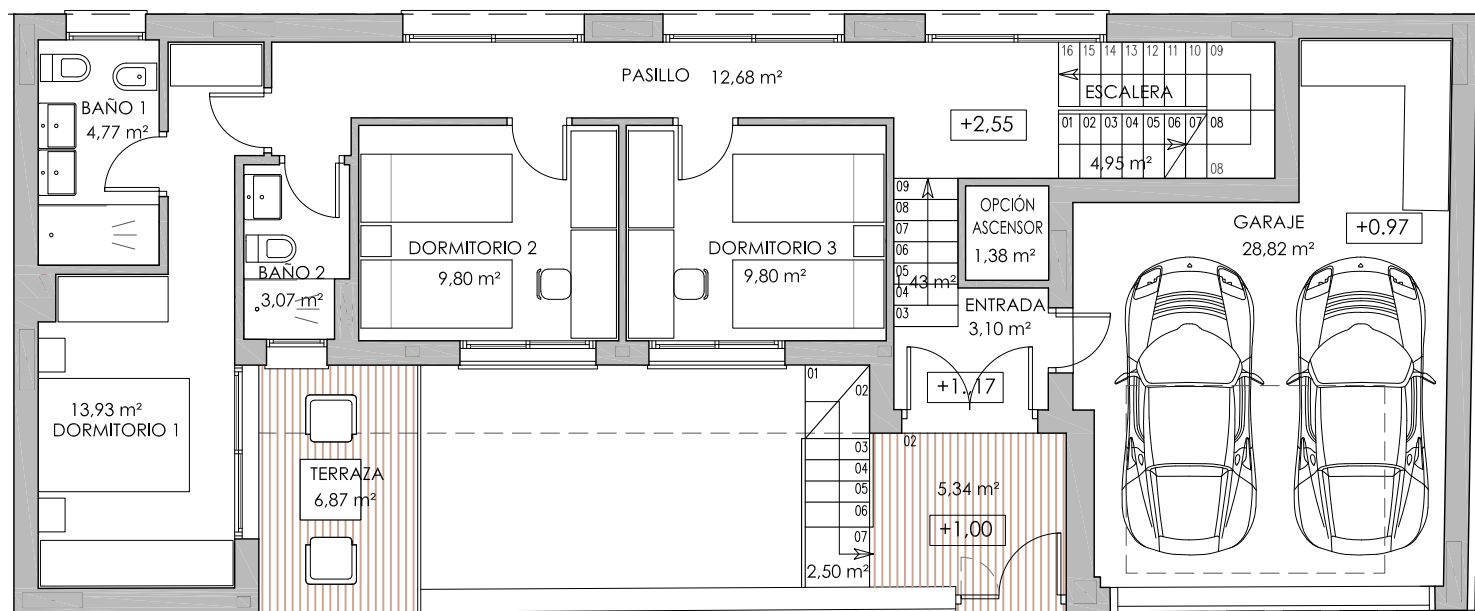 BAÑO 1
4,77 m²
PASILLO 12,68 m²
+2,55
16 15 14 13 12 11 10 09
ESCALERA
01 02 03 04 05 06 07 08
4,95 m²
08
GARAJE
28,82 m²
+0.97
OPCIÓN
ASCENSOR
1,38 m²
09
08
07
06
05
1,43 m²
04
03
ENTRADA
3,10 m²
+1,17
DORMITORIO 2
9,80 m²
DORMITORIO 3
9,80 m²
BAÑO 2
3,07 m²
13,93 m²
DORMITORIO 1
TERRAZA
6,87 m²
01
02
03
04
05
06
07
2,50 m²
02
5,34 m²
+1,00